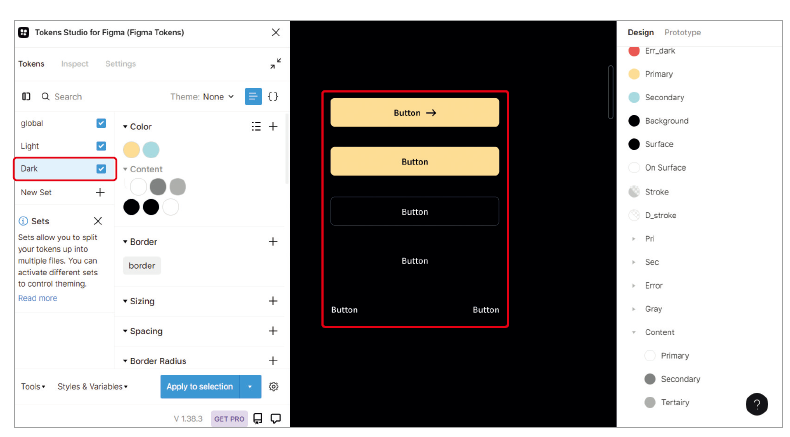 Tokens Studio for Figma (Figma Tokens)
Tokens Inspect Settings
Search
Theme: None
global
Light
Dark
New Set
Sets
Sets allow you to split
your tokens up into
multiple files. You can
activate different sets
to control theming.
Read more
Color
Content
Border
border
Sizing
Spacing
Border Radius
Tools Styles & Variables Apply to selection
V 1.38.3 GET PRO
Button →
Button
Button
Button
Button Button
Design Prototype
Err_dark
Primary
Secondary
Background
Surface
On Surface
Stroke
D_stroke
Pri
Sec
Error
Gray
Content
Primary
Secondary
Tertairy
?